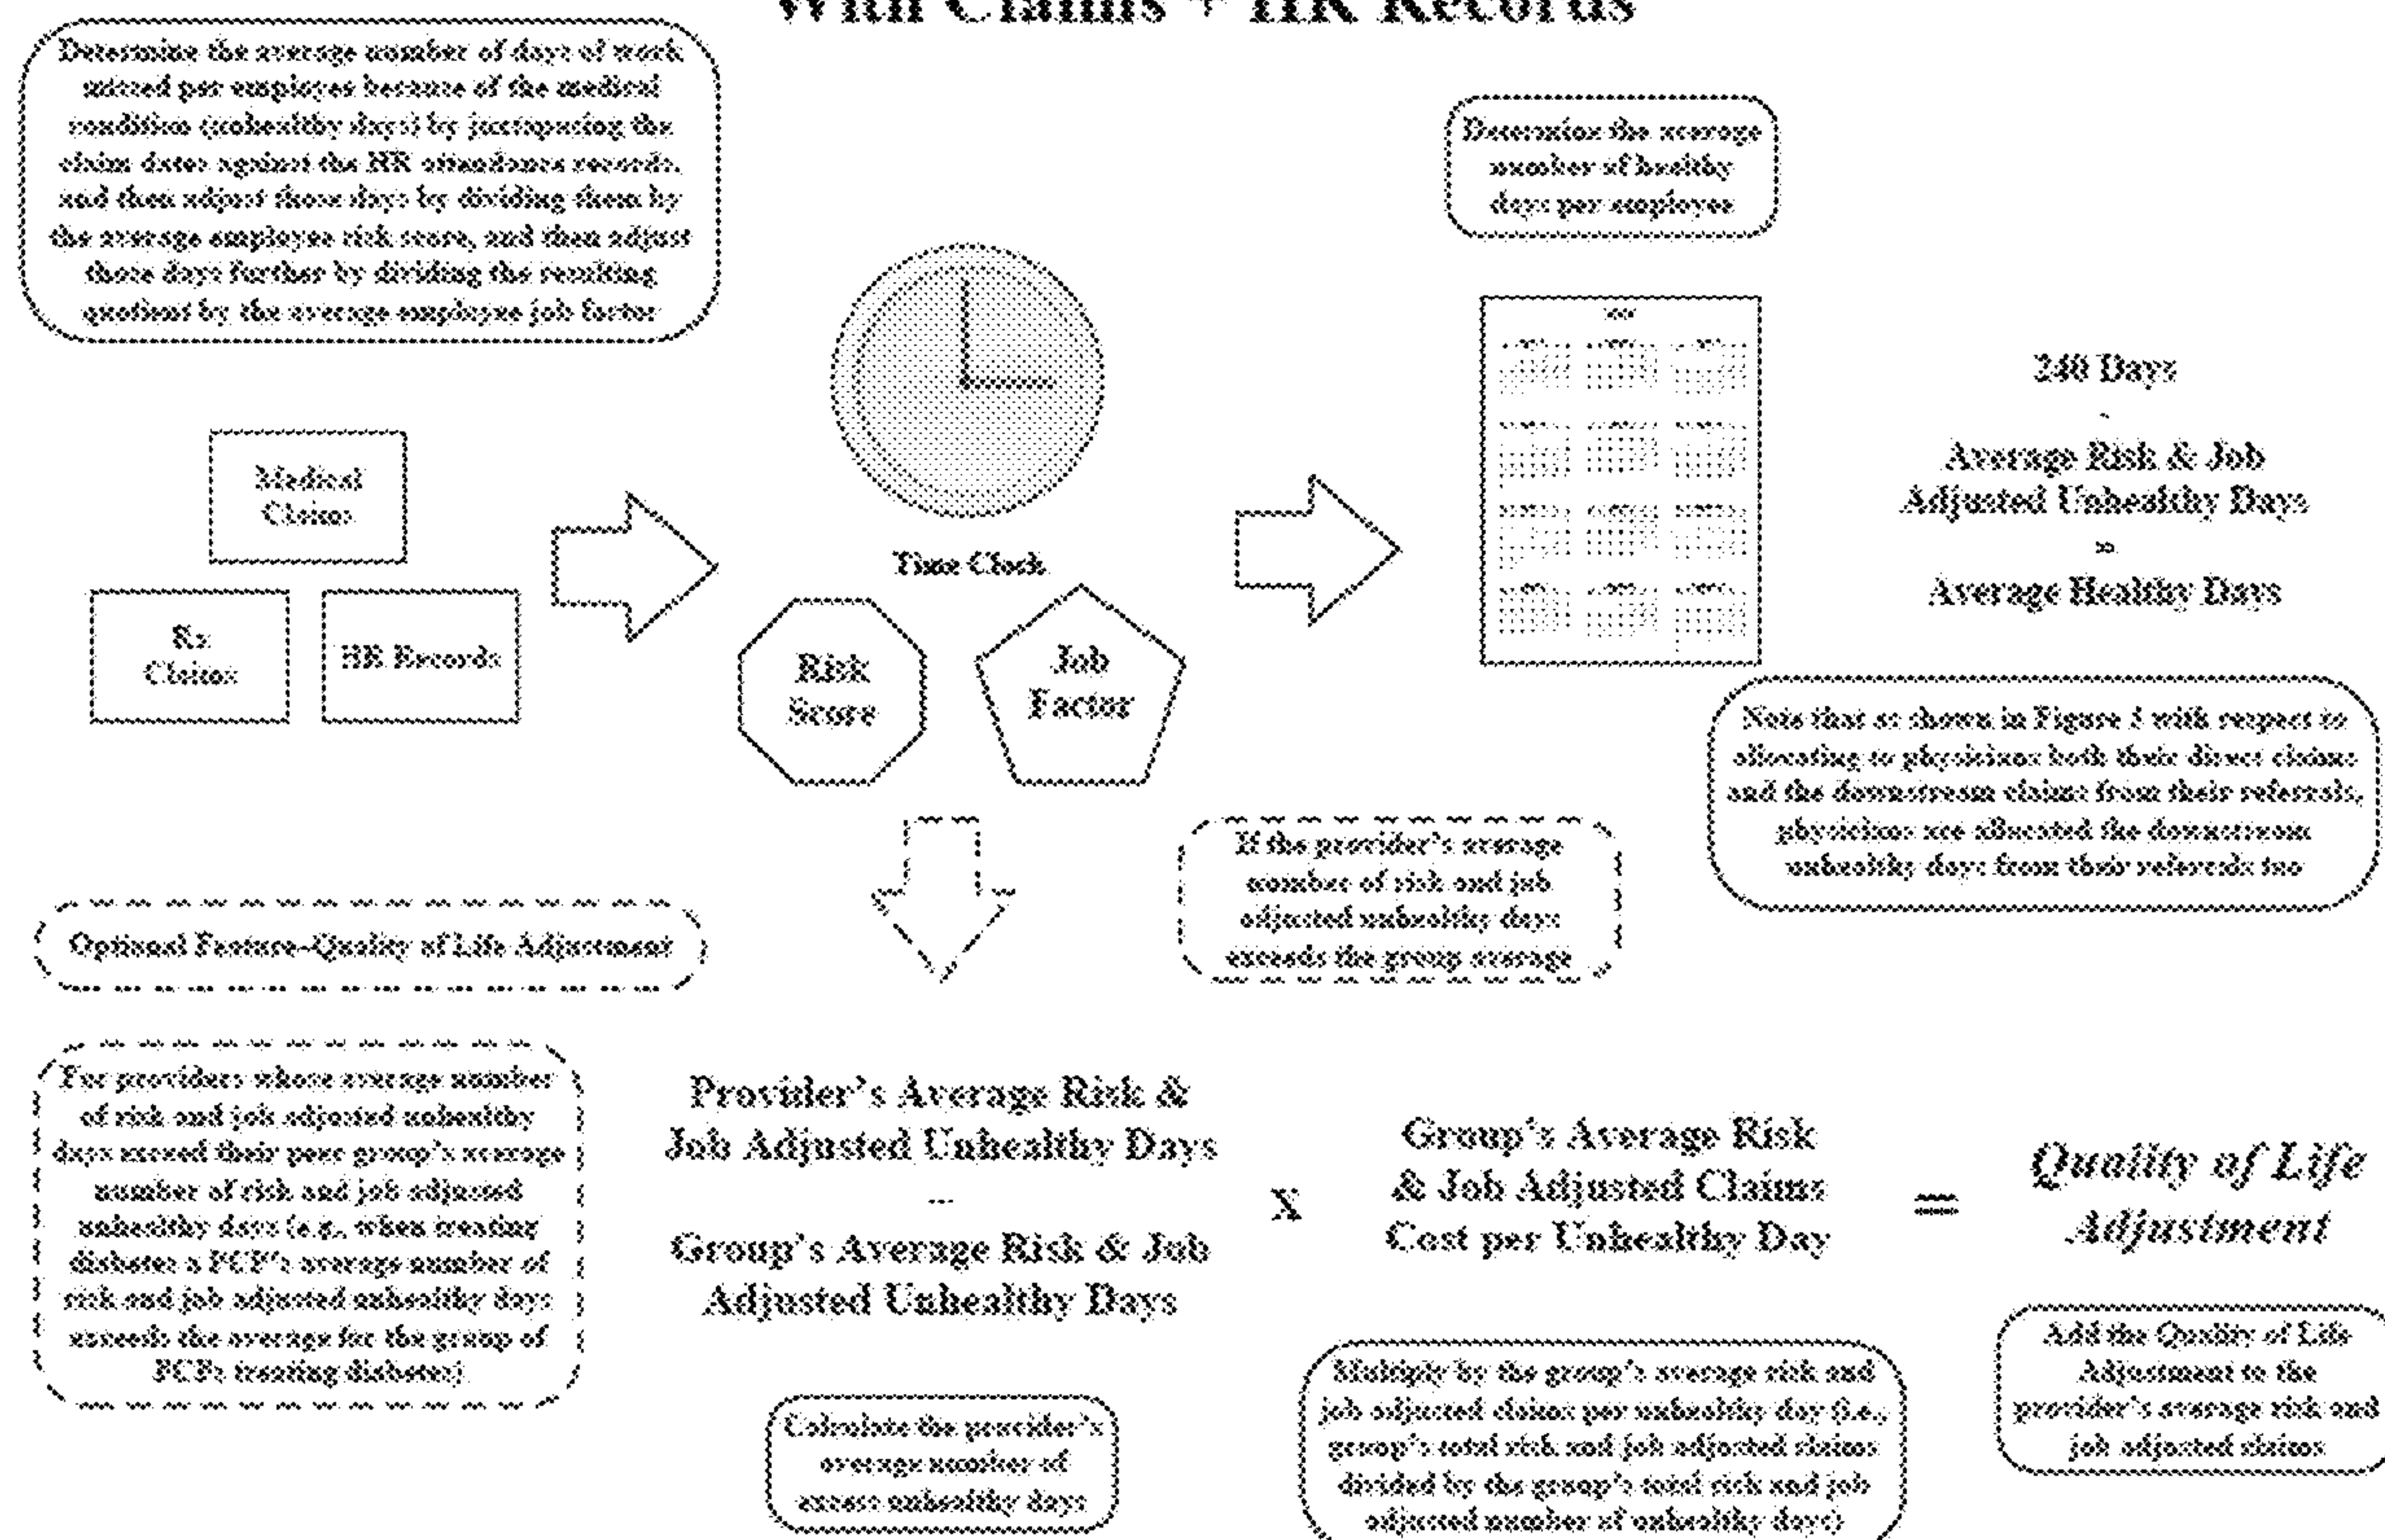 With Claims + HR Records
Determine the average number of days of work
missed per employee because of the medical
condition (unhealthy days) by juxtaposing the
claim dates against the HR attendance records,
and then adjust those days by dividing them by
the average employee risk score, and then adjust
those days further by dividing the resulting
quotient by the average employee job factor
Determine the average
number of healthy
days per employee
240 Days
-
Average Risk & Job
Adjusted Unhealthy Days
=
Average Healthy Days
Medical
Claims
Rx
Claims
HR Records
Time Clock
Risk
Score
Job
Factor
Note that as shown in Figure with respect to
allocating to physicians both their direct claims
and the downstream claims from their referrals,
physicians are allocated the downstream
unhealthy days from their referrals too
If the provider's average
number of risk and job
adjusted unhealthy days
exceeds the group average
Optional Feature-Quality of Life Adjustment
For providers whose average number
of risk and job adjusted unhealthy
days exceed their peer group's average
number of risk and job adjusted
unhealthy days (e.g., when treating
diabetes a PCP's average number of
risk and job adjusted unhealthy days
exceeds the average for the group of
PCPs treating diabetes)
Provider's Average Risk &
Job Adjusted Unhealthy Days
-
Group's Average Risk & Job
Adjusted Unhealthy Days
X
Group's Average Risk
& Job Adjusted Claims
Cost per Unhealthy Day
=
Quality of Life
Adjustment
Calculate the provider's
average number of
excess unhealthy days
Multiply by the group's average risk and
job adjusted claims per unhealthy day (i.e.,
group's total risk and job adjusted claims
divided by the group's total risk and job
adjusted number of unhealthy days)
Add the Quality of Life
Adjustment to the
provider's average risk and
job adjusted claims